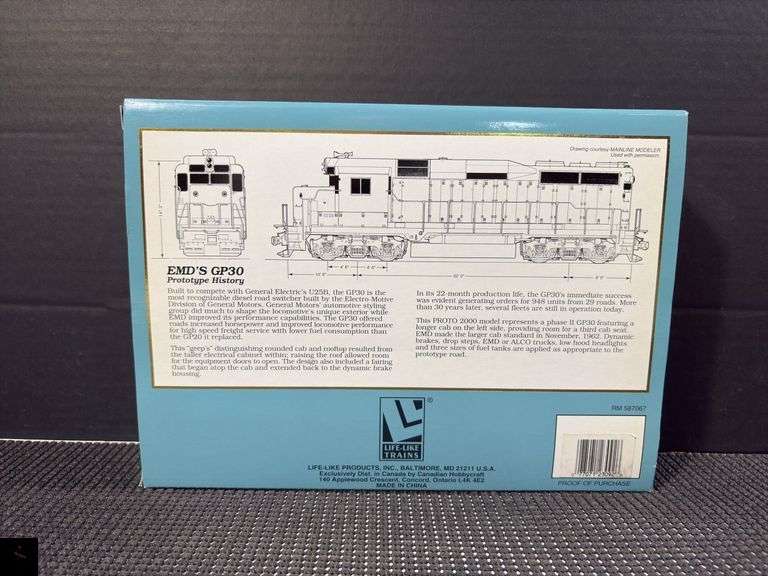 Drawing courtesy MAINLINE MODELER
Used with permission.
EMD'S GP30
Prototype History
Built to compete with General Electric's U25B, the GP30 is the
most recognizable diesel road switcher built by the Electro-Motive
Division of General Motors. General Motors' automotive styling
group did much to shape the locomotive's unique exterior while
EMD improved its performance capabilities. The GP30 offered
roads increased horsepower and improved locomotive performance
for high speed freight service with lower fuel consumption than
the GP20 it replaced.
This "geep's" distinguishing rounded cab and rooftop resulted from
the taller electrical cabinet within; raising the roof allowed room
for the equipment doors to open. The design also included a fairing
that began atop the cab and extended back to the dynamic brake
housing.
In its 22-month production life, the GP30's immediate success
was evident generating orders for 948 units from 29 roads. More
than 30 years later, several fleets are still in operation today.
This PROTO 2000 model represents a phase II GP30 featuring a
longer cab on the left side, providing room for a third cab seat.
EMD made the larger cab standard in November, 1962. Dynamic
brakes, drop steps, EMD or ALCO trucks, low hood headlights
and three sizes of fuel tanks are applied as appropriate to the
prototype road.
RM 587067
®
LIFE-LIKE
TRAINS
LIFE-LIKE PRODUCTS, INC., BALTIMORE, MD 21211 U.S.A.
Exclusively Dist. in Canada by Canadian Hobbycraft
140 Applewood Crescent, Concord, Ontario L4K 4E2
MADE IN CHINA
PROOF OF PURCHASE